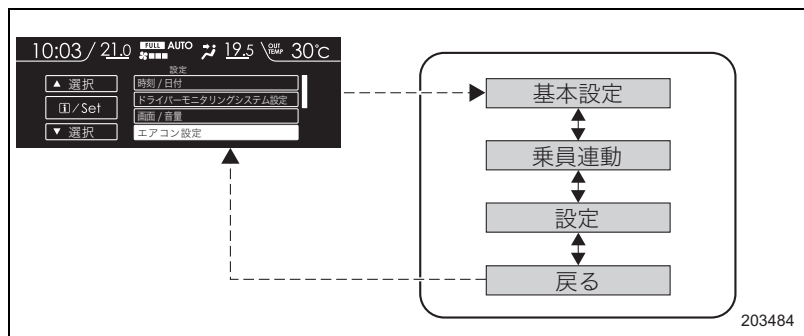 10:03 / 21.0 FULL AUTO 19.5 OUT TEMP 30℃
設定
▲ 選択
時刻 / 日付
ドライバーモニタリングシステム設定
i/Set
画面 / 音量
▼ 選択
エアコン設定
基本設定
乗員連動
設定
戻る
203484